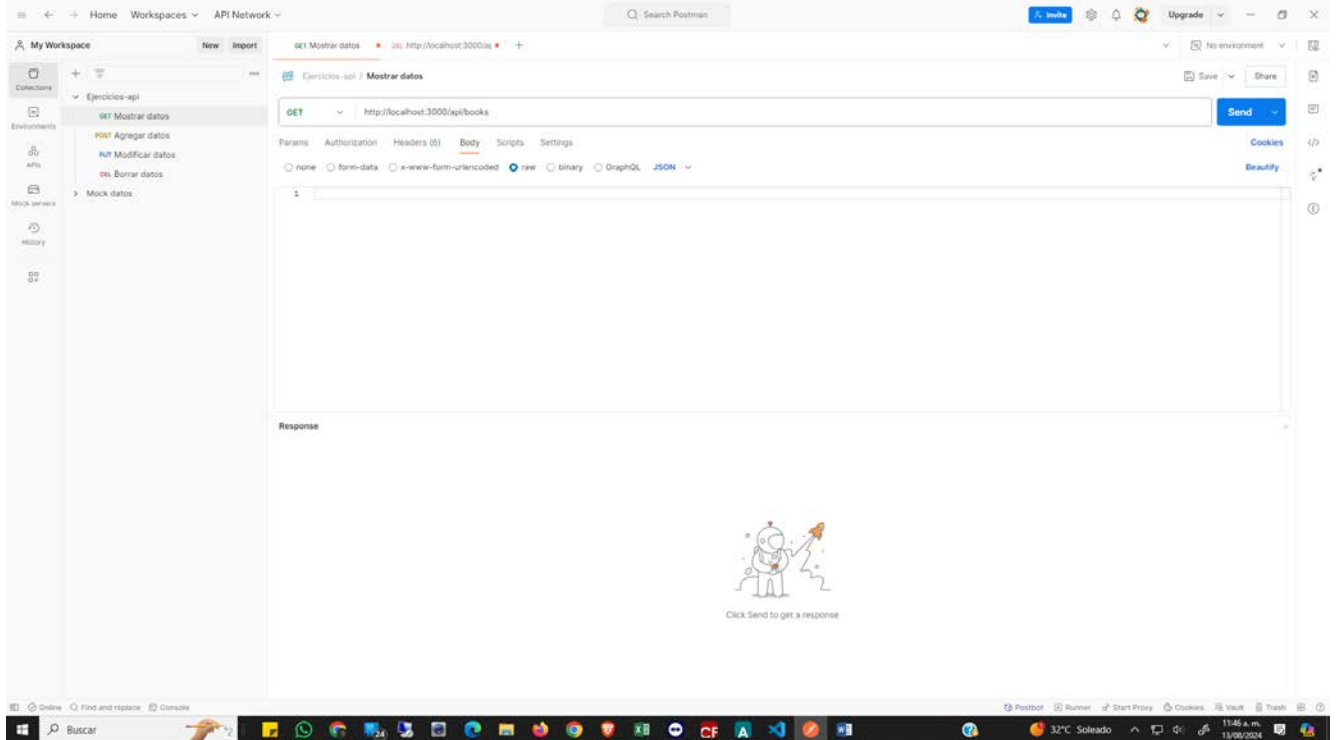 Home Workspaces API Network Search Postman Invite Upgrade
My Workspace New Import GET Mostrar datos DEL http://localhost:3000/ap + No environment
Collections
Environments
APIs
Mock servers
History
Ejercicios-api
GET Mostrar datos
POST Agregar datos
PUT Modificar datos
DEL Borrar datos
Mock datos
Ejercicios-api / Mostrar datos Save Share
GET http://localhost:3000/api/books Send
Params Authorization Headers (6) Body Scripts Settings Cookies
none form-data x-www-form-urlencoded raw binary GraphQL JSON Beautify
1
Response
Click Send to get a response
Online Find and replace Console Postbot Runner Start Proxy Cookies Vault Trash
Buscar 24 CF A 32°C Soleado 11:46 a. m.
13/08/2024